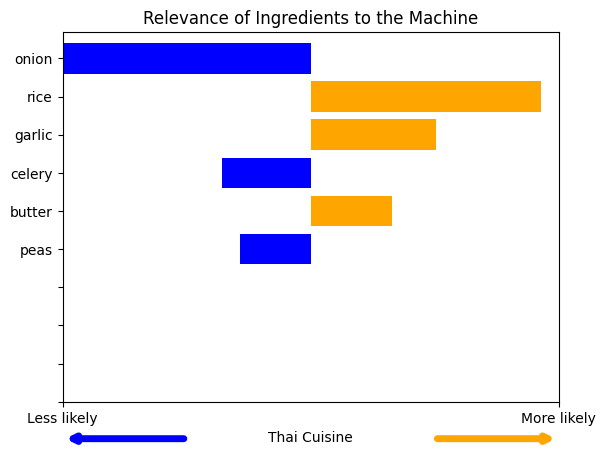 Relevance of Ingredients to the Machine
onion
rice
garlic
celery
butter
peas
Less likely
More likely
Thai Cuisine